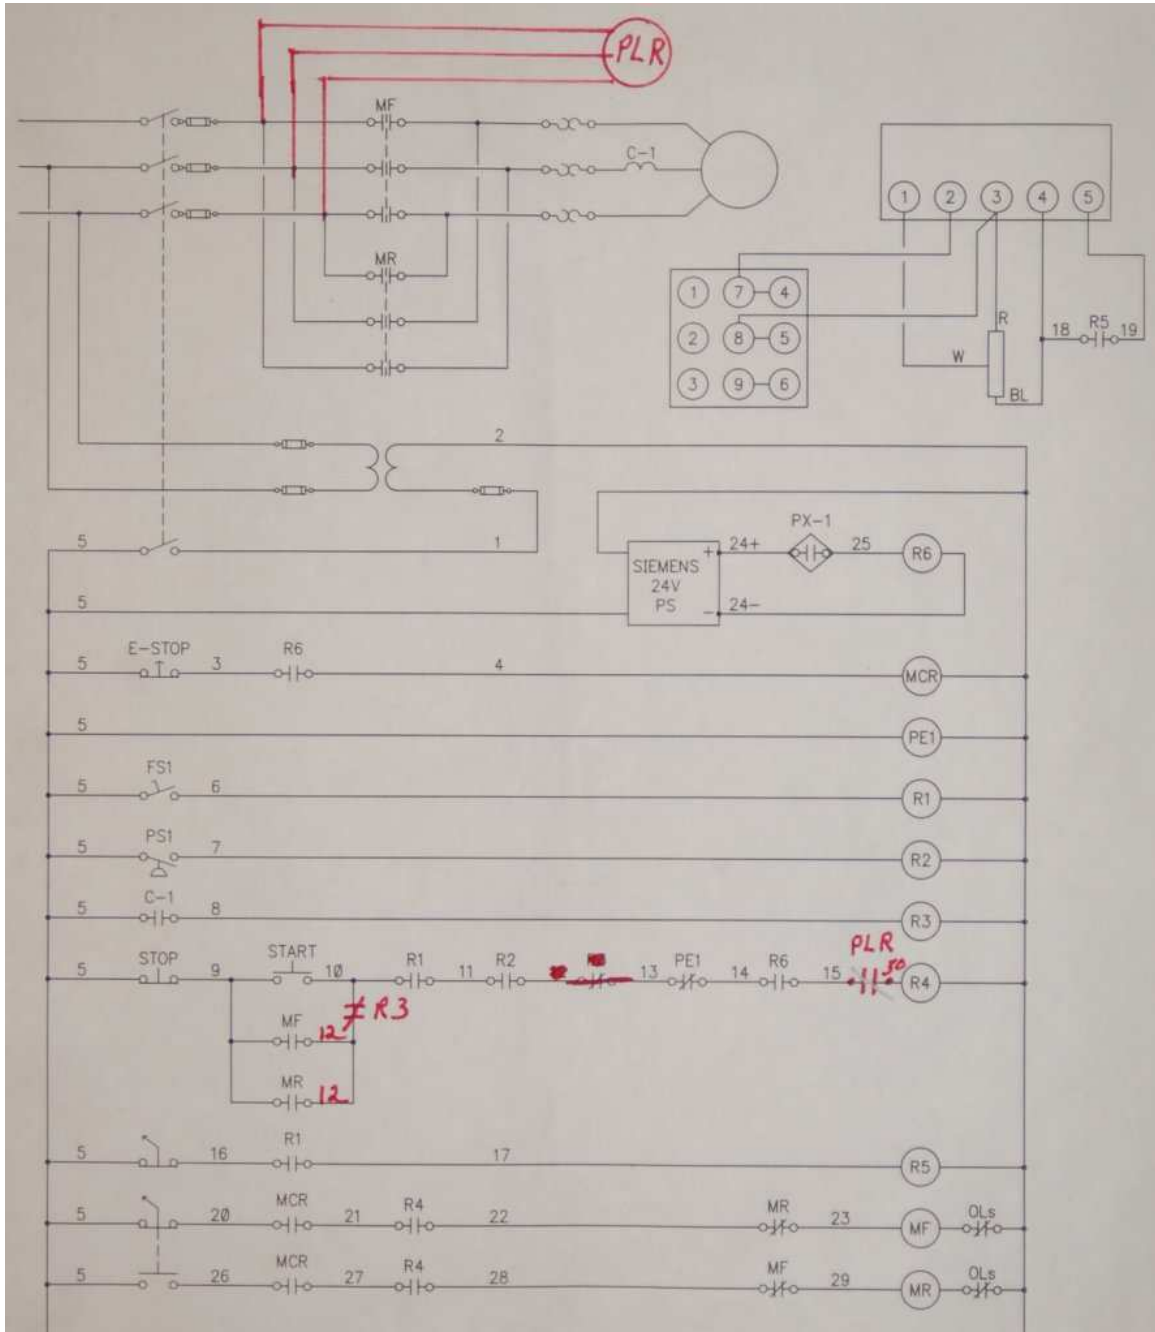 PLR
MF
C-1
1 2 3 4 5
MR
1 7 4
2 8 5
3 9 6
R
W
BL
18 R5 19
2
5 1
PX-1
SIEMENS
24V
PS
+ 24+ 25 R6
- 24-
5
E-STOP R6
5 3 4 MCR
5 PE1
FS1
5 6 R1
PS1
5 7 R2
C-1
5 8 R3
PLR
STOP START R1 R2 PE1 R6
5 9 10 11 13 14 15 30 R4
R3
MF 12
MR 12
R1
5 16 17 R5
MCR R4 MR OLs
5 20 21 22 23 MF
MCR R4 MF OLs
5 26 27 28 29 MR